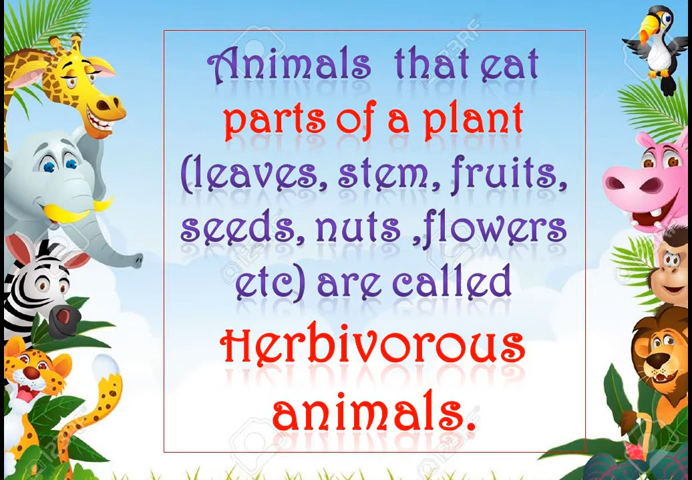 Animals that eat
parts of a plant
(leaves, stem, fruits,
seeds, nuts ,flowers
etc) are called
Herbivorous
animals.